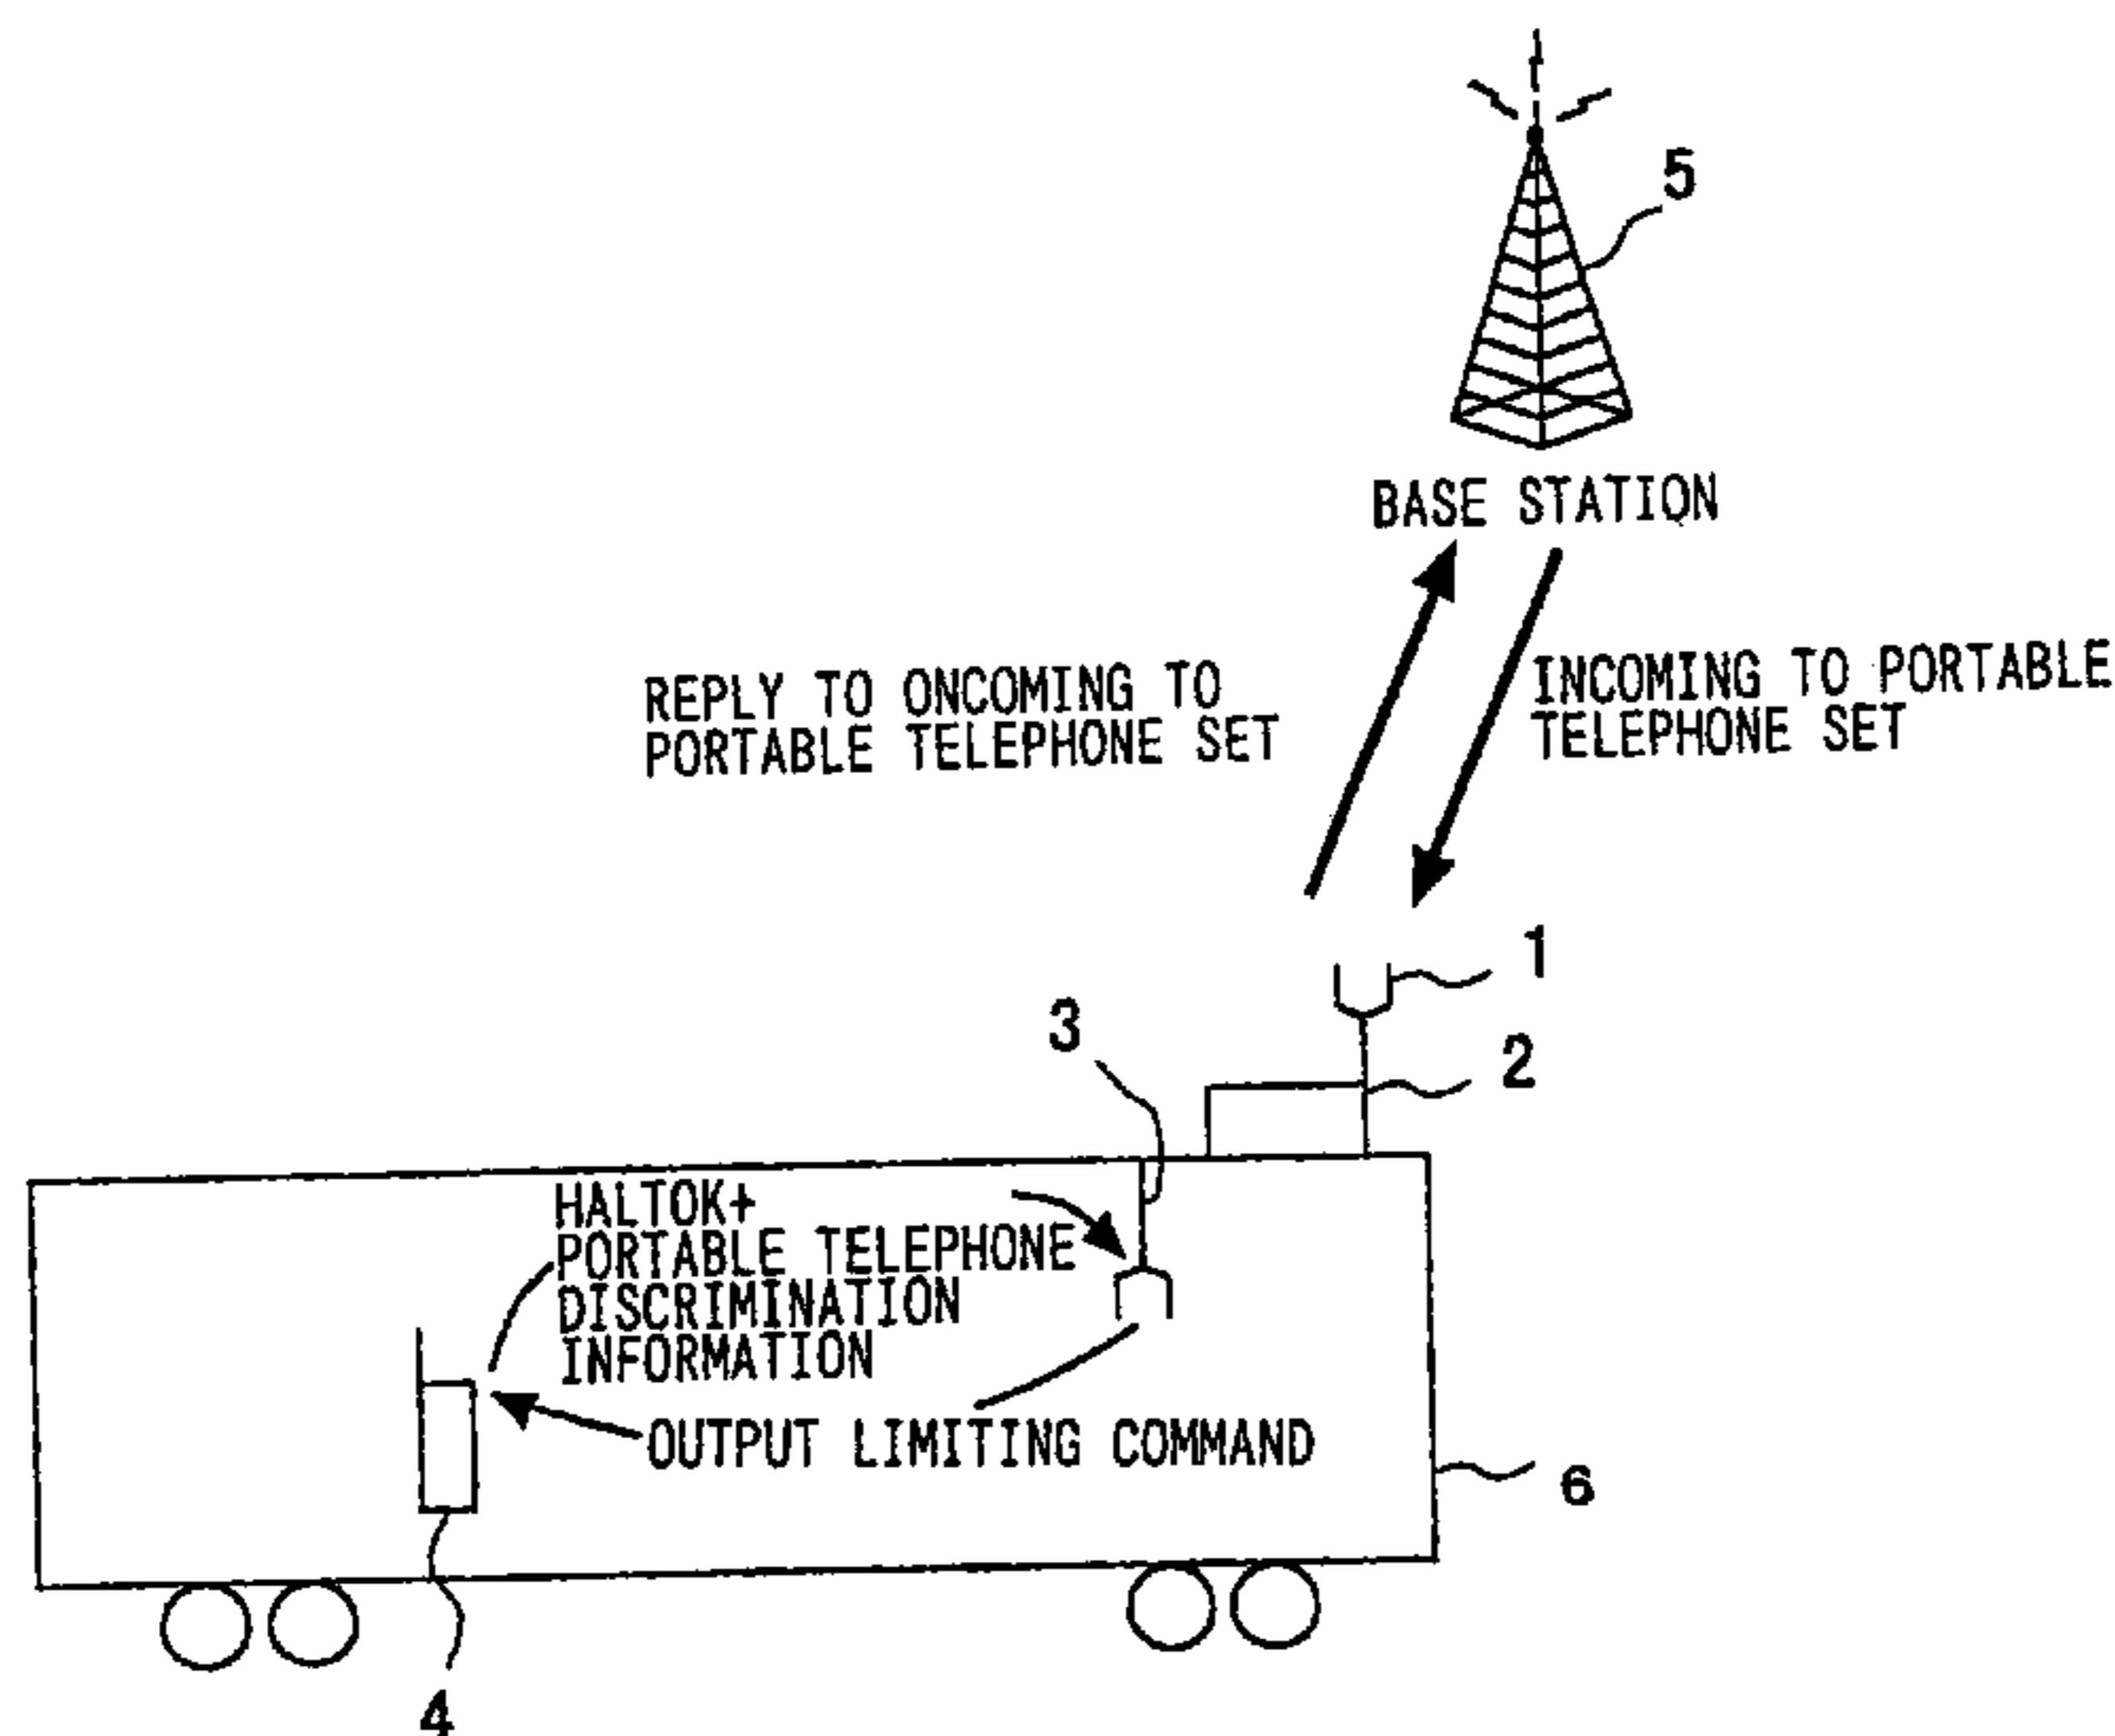 5
BASE STATION
REPLY TO ONCOMING TO
PORTABLE TELEPHONE SET
INCOMING TO PORTABLE
TELEPHONE SET
1
3
2
HALTOK+
PORTABLE TELEPHONE
DISCRIMINATION
INFORMATION
OUTPUT LIMITING COMMAND
6
4